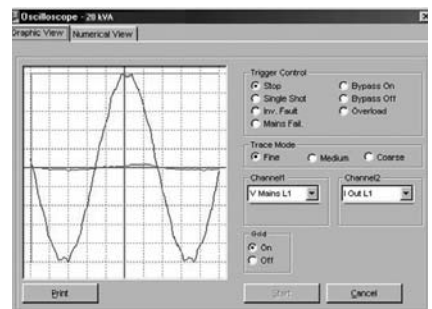 Oscilloscope - 20 kVA
Graphic View Numerical View
Trigger Control
Stop Bypass On
Single Shot Bypass Off
Inv. Fault Overload
Mains Fail.
Trace Mode
Fine Medium Coarse
Channel1 Channel2
V Mains L1 I Out L1
Grid
On
Off
Print Start Cancel